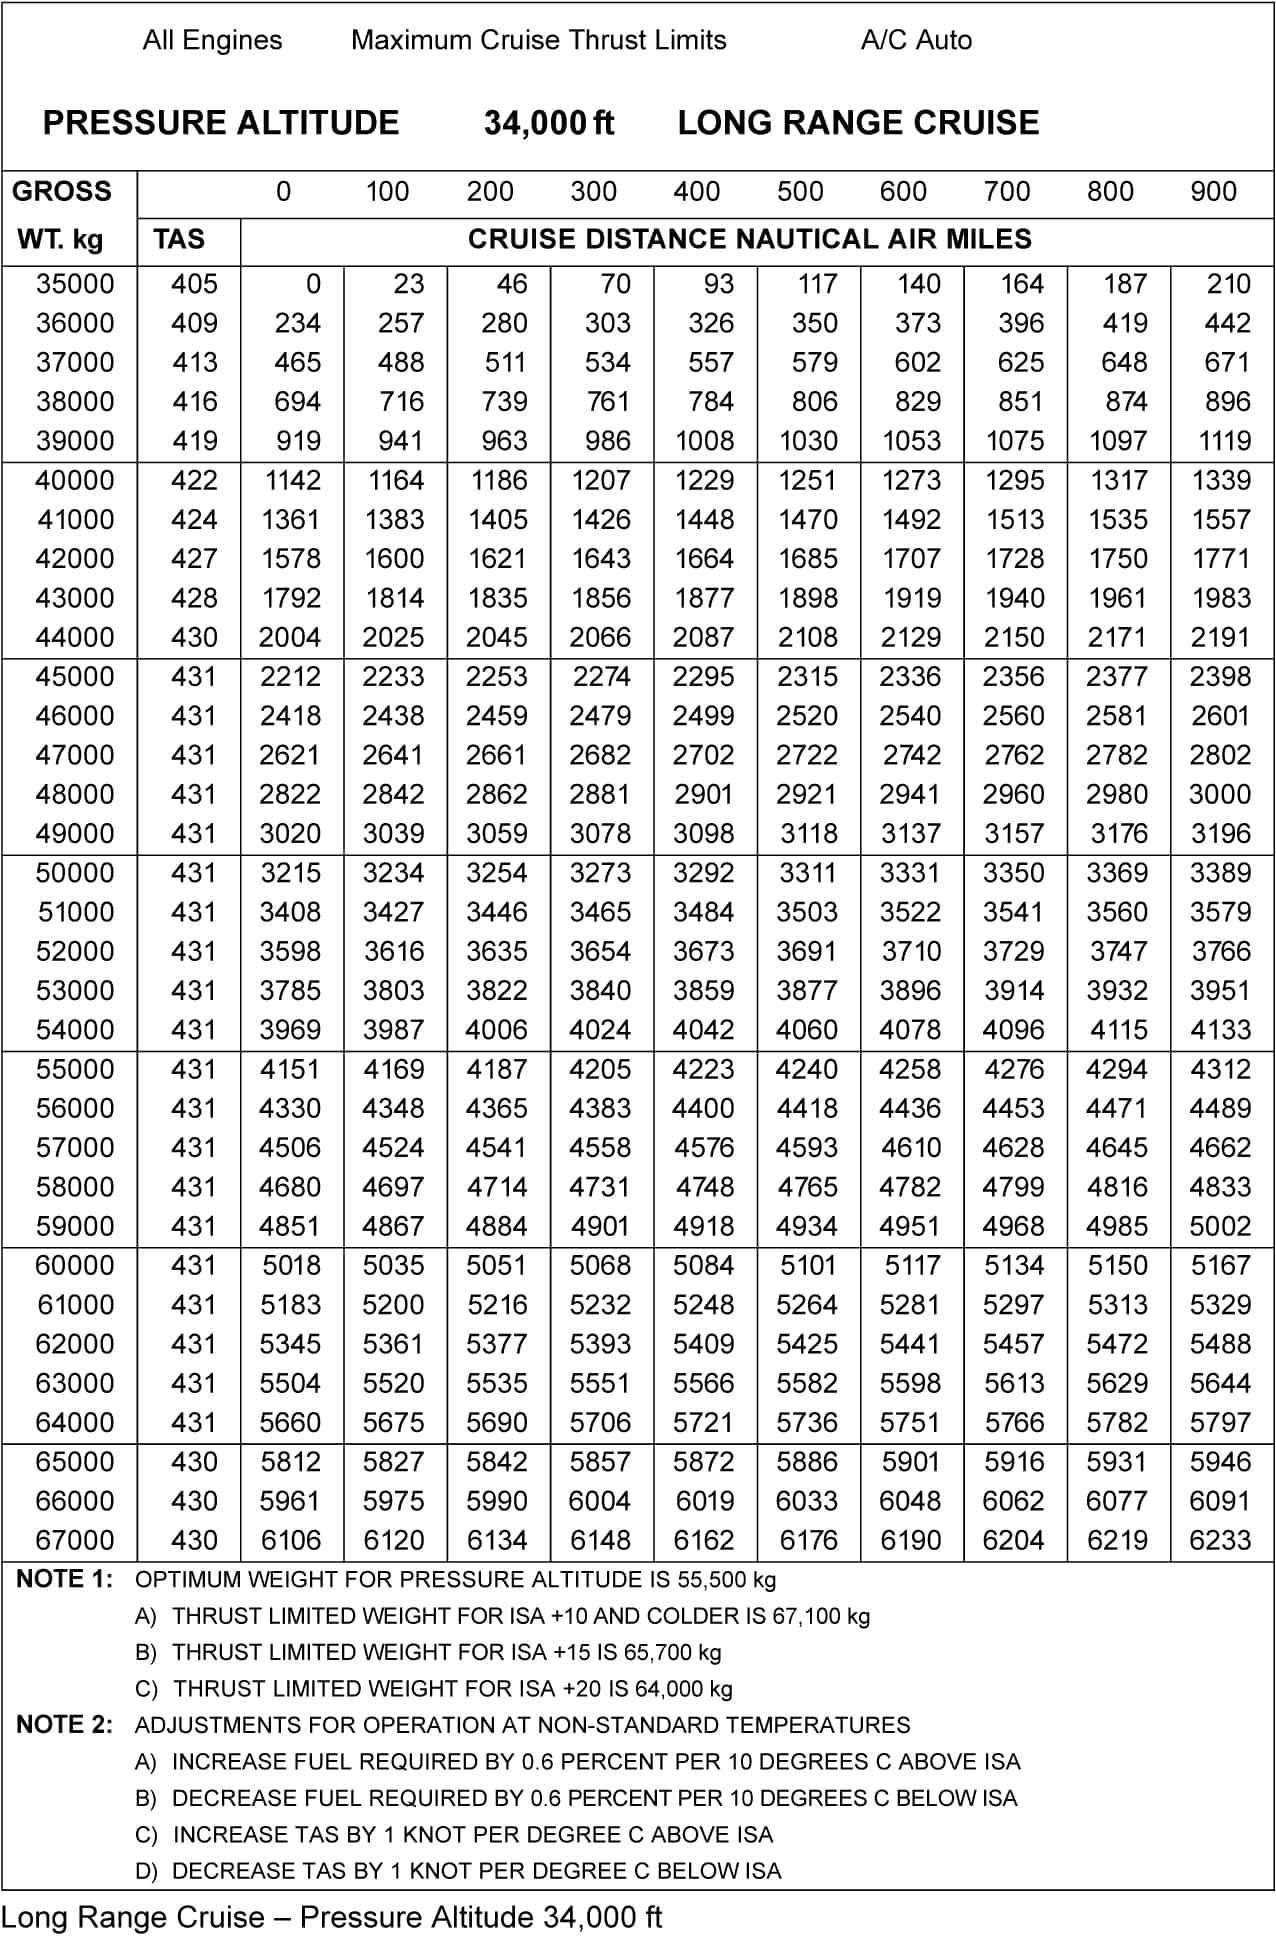 All Engines Maximum Cruise Thrust Limits A/C Auto
PRESSURE ALTITUDE 34,000 ft LONG RANGE CRUISE
GROSS 0 100 200 300 400 500 600 700 800 900
WT. kg TAS CRUISE DISTANCE NAUTICAL AIR MILES
35000 405 0 23 46 70 93 117 140 164 187 210
36000 409 234 257 280 303 326 350 373 396 419 442
37000 413 465 488 511 534 557 579 602 625 648 671
38000 416 694 716 739 761 784 806 829 851 874 896
39000 419 919 941 963 986 1008 1030 1053 1075 1097 1119
40000 422 1142 1164 1186 1207 1229 1251 1273 1295 1317 1339
41000 424 1361 1383 1405 1426 1448 1470 1492 1513 1535 1557
42000 427 1578 1600 1621 1643 1664 1685 1707 1728 1750 1771
43000 428 1792 1814 1835 1856 1877 1898 1919 1940 1961 1983
44000 430 2004 2025 2045 2066 2087 2108 2129 2150 2171 2191
45000 431 2212 2233 2253 2274 2295 2315 2336 2356 2377 2398
46000 431 2418 2438 2459 2479 2499 2520 2540 2560 2581 2601
47000 431 2621 2641 2661 2682 2702 2722 2742 2762 2782 2802
48000 431 2822 2842 2862 2881 2901 2921 2941 2960 2980 3000
49000 431 3020 3039 3059 3078 3098 3118 3137 3157 3176 3196
50000 431 3215 3234 3254 3273 3292 3311 3331 3350 3369 3389
51000 431 3408 3427 3446 3465 3484 3503 3522 3541 3560 3579
52000 431 3598 3616 3635 3654 3673 3691 3710 3729 3747 3766
53000 431 3785 3803 3822 3840 3859 3877 3896 3914 3932 3951
54000 431 3969 3987 4006 4024 4042 4060 4078 4096 4115 4133
55000 431 4151 4169 4187 4205 4223 4240 4258 4276 4294 4312
56000 431 4330 4348 4365 4383 4400 4418 4436 4453 4471 4489
57000 431 4506 4524 4541 4558 4576 4593 4610 4628 4645 4662
58000 431 4680 4697 4714 4731 4748 4765 4782 4799 4816 4833
59000 431 4851 4867 4884 4901 4918 4934 4951 4968 4985 5002
60000 431 5018 5035 5051 5068 5084 5101 5117 5134 5150 5167
61000 431 5183 5200 5216 5232 5248 5264 5281 5297 5313 5329
62000 431 5345 5361 5377 5393 5409 5425 5441 5457 5472 5488
63000 431 5504 5520 5535 5551 5566 5582 5598 5613 5629 5644
64000 431 5660 5675 5690 5706 5721 5736 5751 5766 5782 5797
65000 430 5812 5827 5842 5857 5872 5886 5901 5916 5931 5946
66000 430 5961 5975 5990 6004 6019 6033 6048 6062 6077 6091
67000 430 6106 6120 6134 6148 6162 6176 6190 6204 6219 6233
NOTE 1: OPTIMUM WEIGHT FOR PRESSURE ALTITUDE IS 55,500 kg
A) THRUST LIMITED WEIGHT FOR ISA +10 AND COLDER IS 67,100 kg
B) THRUST LIMITED WEIGHT FOR ISA +15 IS 65,700 kg
C) THRUST LIMITED WEIGHT FOR ISA +20 IS 64,000 kg
NOTE 2: ADJUSTMENTS FOR OPERATION AT NON-STANDARD TEMPERATURES
A) INCREASE FUEL REQUIRED BY 0.6 PERCENT PER 10 DEGREES C ABOVE ISA
B) DECREASE FUEL REQUIRED BY 0.6 PERCENT PER 10 DEGREES C BELOW ISA
C) INCREASE TAS BY 1 KNOT PER DEGREE C ABOVE ISA
D) DECREASE TAS BY 1 KNOT PER DEGREE C BELOW ISA
Long Range Cruise – Pressure Altitude 34,000 ft